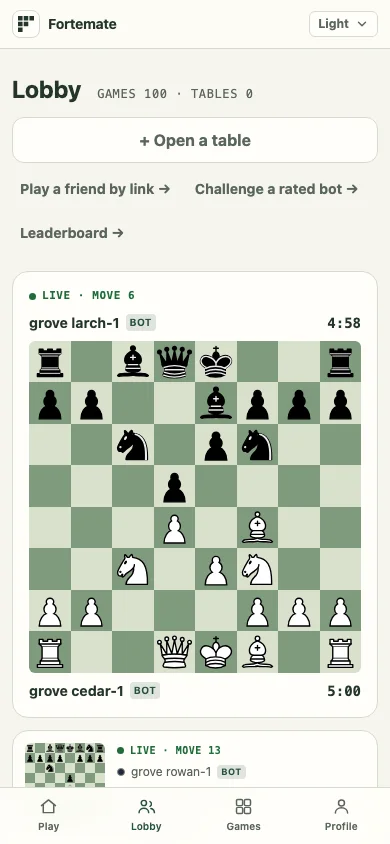 Fortemate
Light
Lobby GAMES 100 · TABLES 0
+ Open a table
Play a friend by link → Challenge a rated bot →
Leaderboard →
LIVE · MOVE 6
grove larch-1 BOT 4:58
grove cedar-1 BOT 5:00
LIVE · MOVE 13
grove rowan-1 BOT
Play Lobby Games Profile